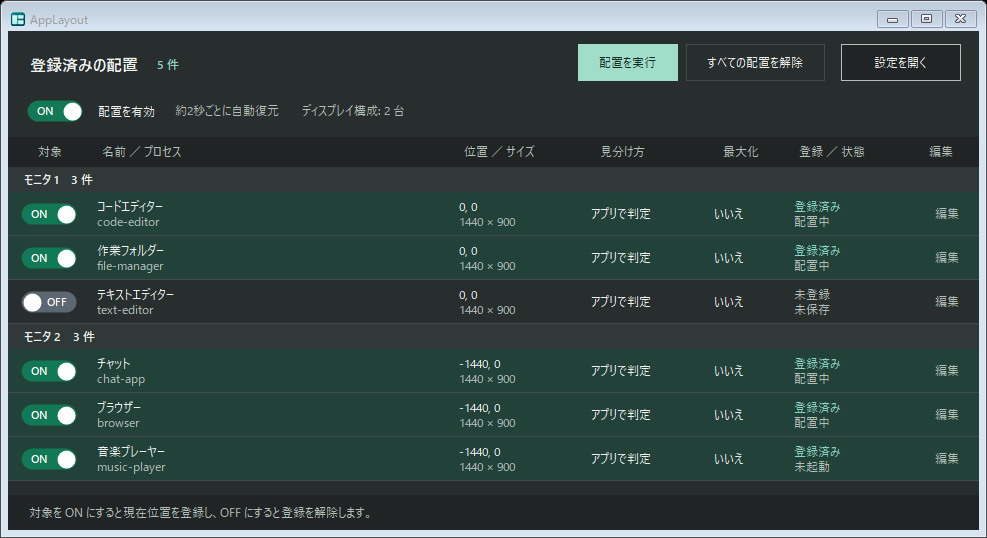 AppLayout
登録済みの配置 5 件
配置を実行 すべての配置を解除 設定を開く
ON 配置を有効 約2秒ごとに自動復元 ディスプレイ構成: 2 台
対象 名前 ／ プロセス 位置 ／ サイズ 見分け方 最大化 登録 ／ 状態 編集
モニタ 1 3 件
ON コードエディター 0, 0 アプリで判定 いいえ 登録済み 編集
code-editor 1440 × 900 配置中
ON 作業フォルダー 0, 0 アプリで判定 いいえ 登録済み 編集
file-manager 1440 × 900 配置中
OFF テキストエディター 0, 0 アプリで判定 いいえ 未登録 編集
text-editor 1440 × 900 未保存
モニタ 2 3 件
ON チャット -1440, 0 アプリで判定 いいえ 登録済み 編集
chat-app 1440 × 900 配置中
ON ブラウザー -1440, 0 アプリで判定 いいえ 登録済み 編集
browser 1440 × 900 配置中
ON 音楽プレーヤー -1440, 0 アプリで判定 いいえ 登録済み 編集
music-player 1440 × 900 未起動
対象を ON にすると現在位置を登録し、OFF にすると登録を解除します。